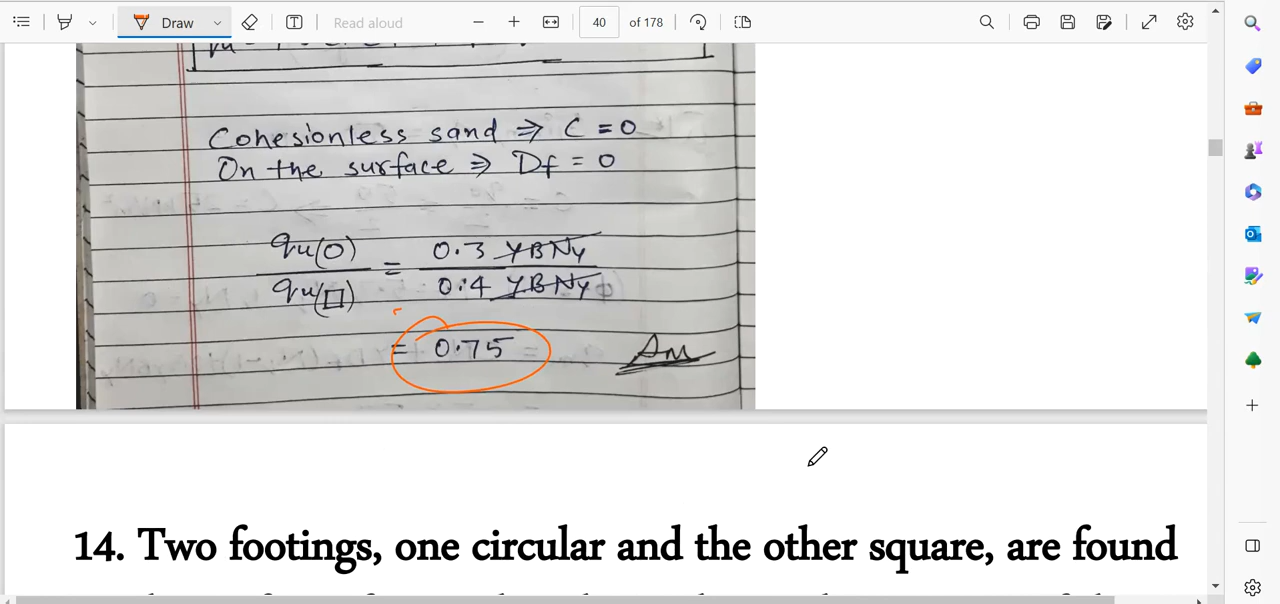 Draw
Read aloud
40 of 178
Cohesionless sand ⇒ C = 0
On the surface ⇒ Df = 0
qu(O) / qu(□) = 0.3 γBNγ / 0.4 γBNγ
= 0.75 Ans
14. Two footings, one circular and the other square, are found